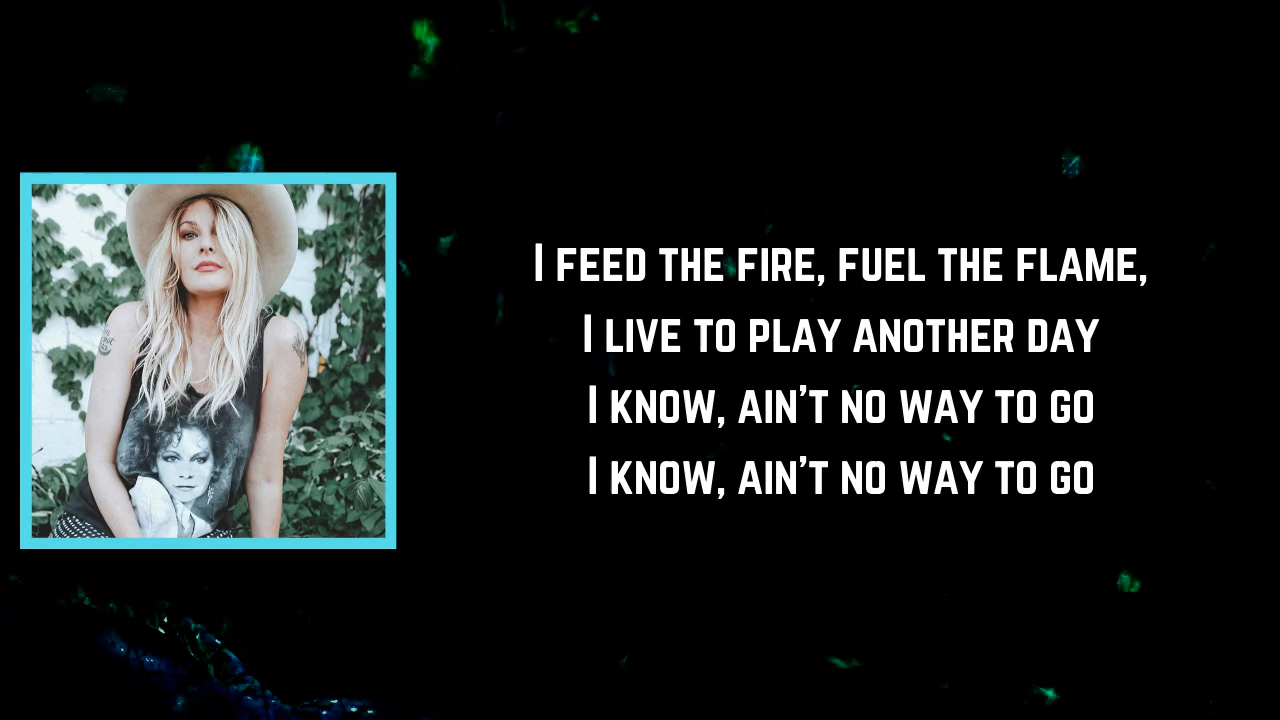 I FEED THE FIRE, FUEL THE FLAME,
I LIVE TO PLAY ANOTHER DAY
I KNOW, AIN'T NO WAY TO GO
I KNOW, AIN'T NO WAY TO GO